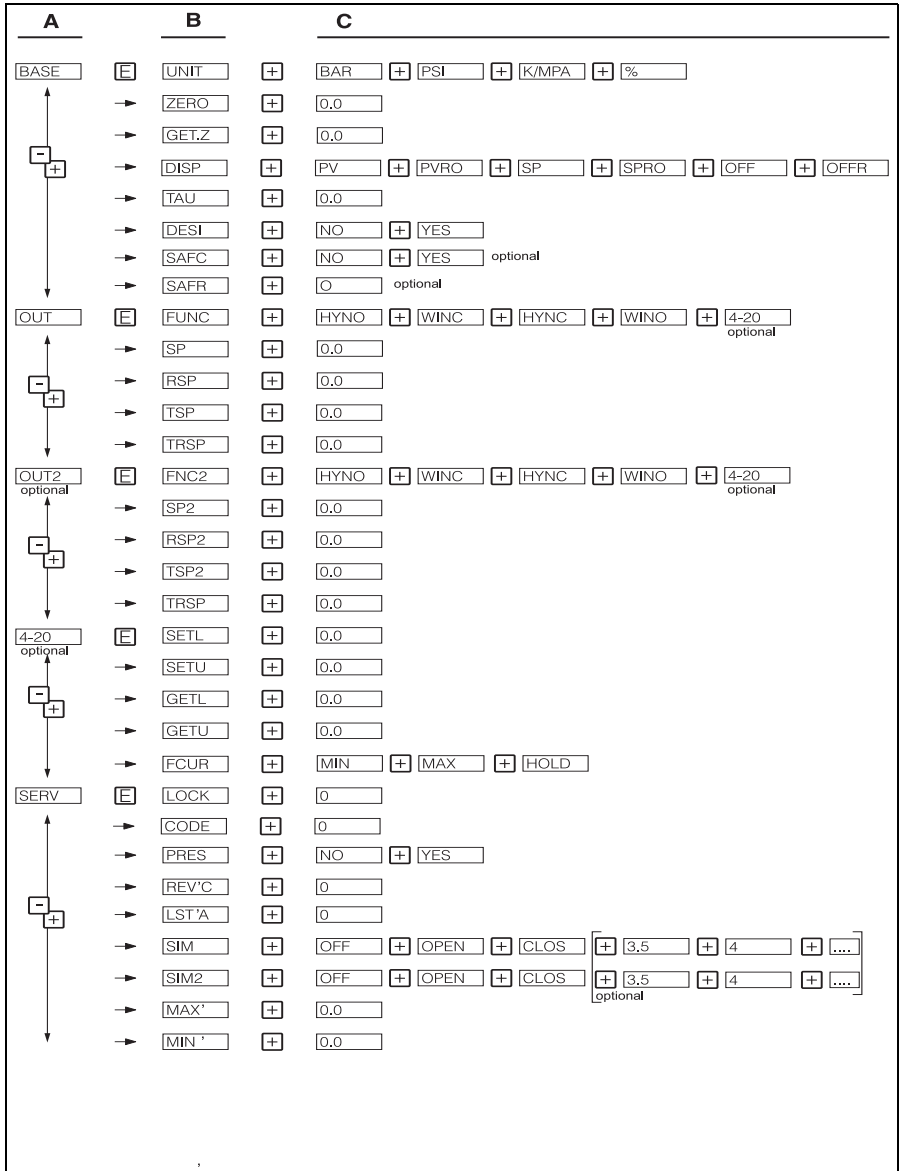 A B C
BASE E UNIT + BAR + PSI + K/MPA + %
ZERO + 0.0
GET.Z + 0.0
- + DISP + PV + PVRO + SP + SPRO + OFF + OFFR
TAU + 0.0
DESI + NO + YES
SAFC + NO + YES optional
SAFR + O optional
OUT E FUNC + HYNO + WINC + HYNC + WINO + 4-20
optional
SP + 0.0
- + RSP + 0.0
TSP + 0.0
TRSP + 0.0
OUT2 E FNC2 + HYNO + WINC + HYNC + WINO + 4-20
optional optional
SP2 + 0.0
- + RSP2 + 0.0
TSP2 + 0.0
TRSP + 0.0
4-20 E SETL + 0.0
optional
SETU + 0.0
- + GETL + 0.0
GETU + 0.0
FCUR + MIN + MAX + HOLD
SERV E LOCK + 0
CODE + 0
PRES + NO + YES
REV'C + 0
- + LST'A + 0
SIM + OFF + OPEN + CLOS + 3.5 + 4 + ....
SIM2 + OFF + OPEN + CLOS + 3.5 + 4 + ....
optional
MAX' + 0.0
MIN ' + 0.0
,